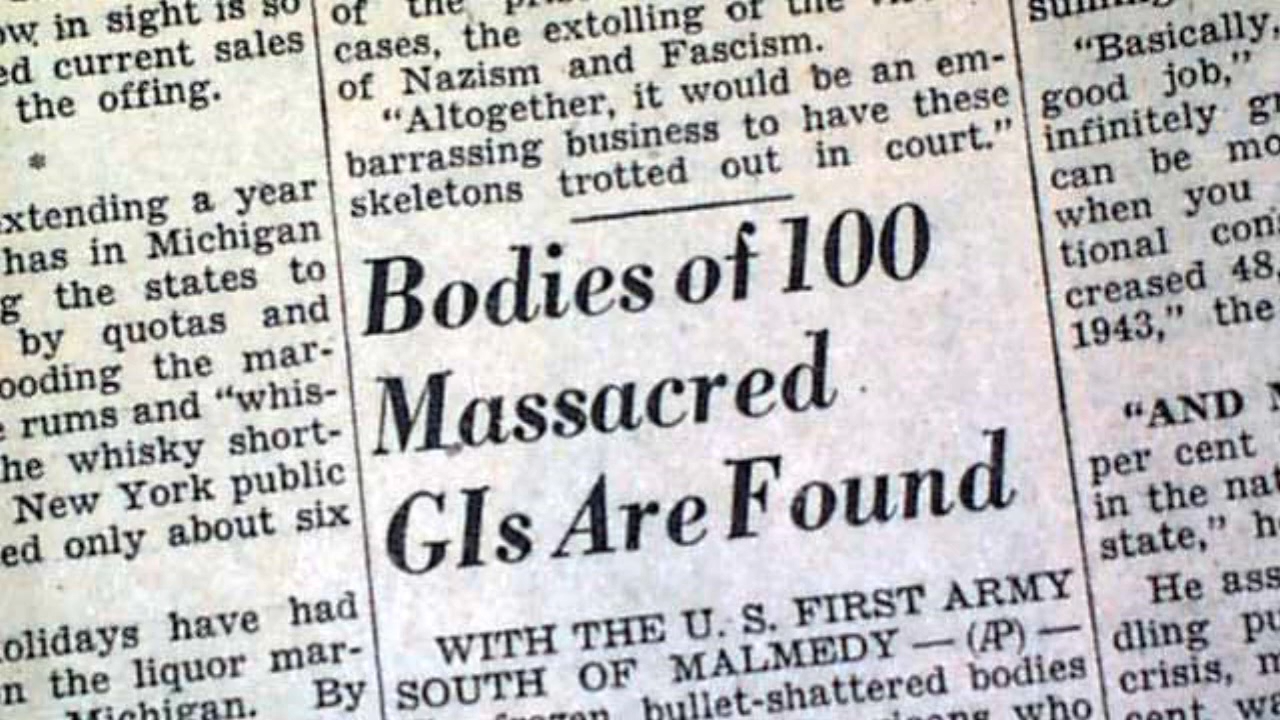 ow in sight is so
ed current sales
the offing.
*
extending a year
has in Michigan
g the states to
by quotas and
ooding the mar-
e rums and “whis-
he whisky short-
New York public
ed only about six
olidays have had
n the liquor mar-
Michigan. By
of the
cases, the extolling of the
of Nazism and Fascism.
“Altogether, it would be an em-
barrassing business to have these
skeletons trotted out in court.”
Bodies of 100
Massacred
GIs Are Found
WITH THE U. S. FIRST ARMY
SOUTH OF MALMEDY — (AP) —
frozen bullet-shattered bodies
who
“Basically,
good job,”
infinitely
can be mo
when you
tional con
creased 48,
1943,” the
“AND
per cent
in the nat
state,” h
He ass
dling pu
crisis, m
cent wa